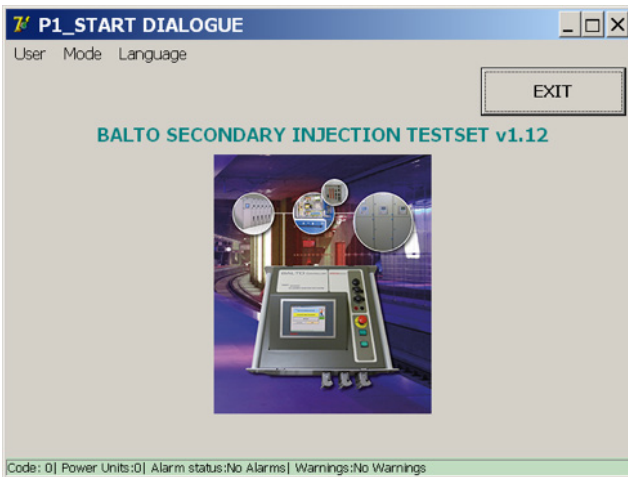 P1_START DIALOGUE
User Mode Language
EXIT
BALTO SECONDARY INJECTION TESTSET v1.12
BALTO
Code: 0| Power Units:0| Alarm status:No Alarms| Warnings:No Warnings